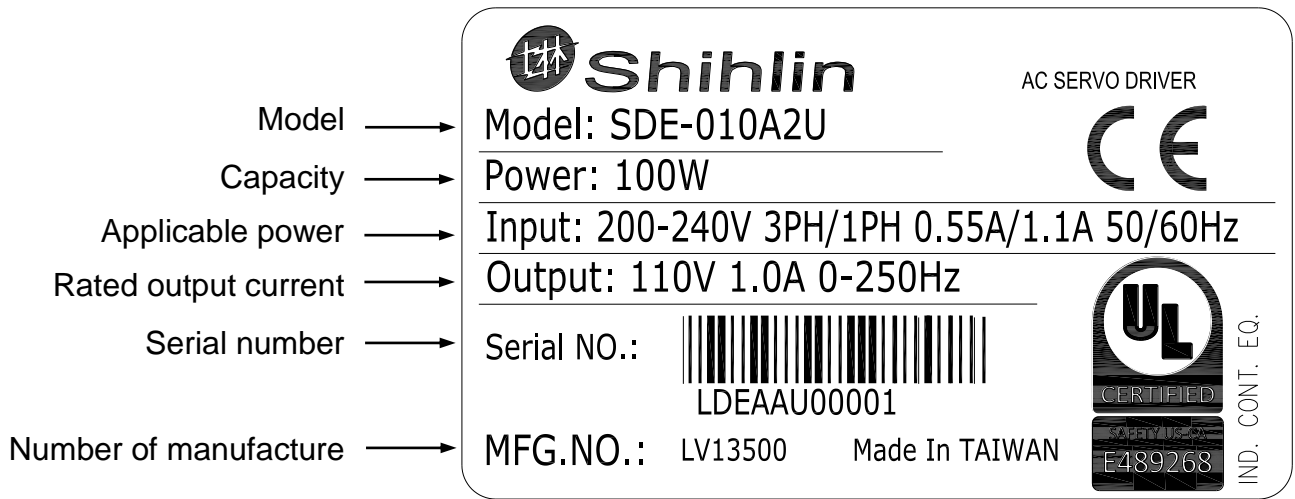 Shihlin
AC SERVO DRIVER
Model
Model: SDE-010A2U
Capacity
Power: 100W
Applicable power
Input: 200-240V 3PH/1PH 0.55A/1.1A 50/60Hz
Rated output current
Output: 110V 1.0A 0-250Hz
Serial number
Serial NO.:
LDEAAU00001
Number of manufacture
MFG.NO.: LV13500 Made In TAIWAN
CE
UL
CERTIFIED
SAFETY US-CA
E489268
IND. CONT. EQ.